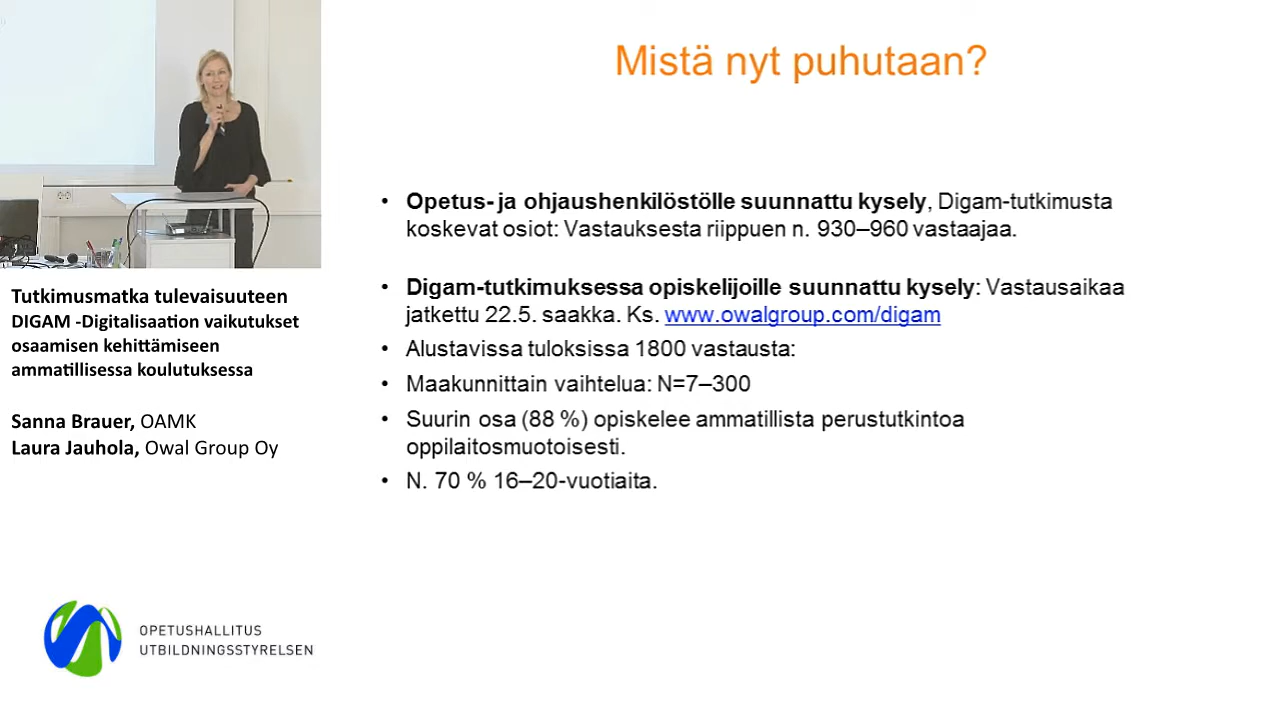 Mistä nyt puhutaan?
• Opetus- ja ohjaushenkilöstölle suunnattu kysely, Digam-tutkimusta
koskevat osiot: Vastauksesta riippuen n. 930–960 vastaajaa.
• Digam-tutkimuksessa opiskelijoille suunnattu kysely: Vastausaikaa
jatkettu 22.5. saakka. Ks. www.owalgroup.com/digam
• Alustavissa tuloksissa 1800 vastausta:
• Maakunnittain vaihtelua: N=7–300
• Suurin osa (88 %) opiskelee ammatillista perustutkintoa
oppilaitosmuotoisesti.
• N. 70 % 16–20-vuotiaita.
Tutkimusmatka tulevaisuuteen
DIGAM -Digitalisaation vaikutukset
osaamisen kehittämiseen
ammatillisessa koulutuksessa
Sanna Brauer, OAMK
Laura Jauhola, Owal Group Oy
OPETUSHALLITUS
UTBILDNINGSSTYRELSEN